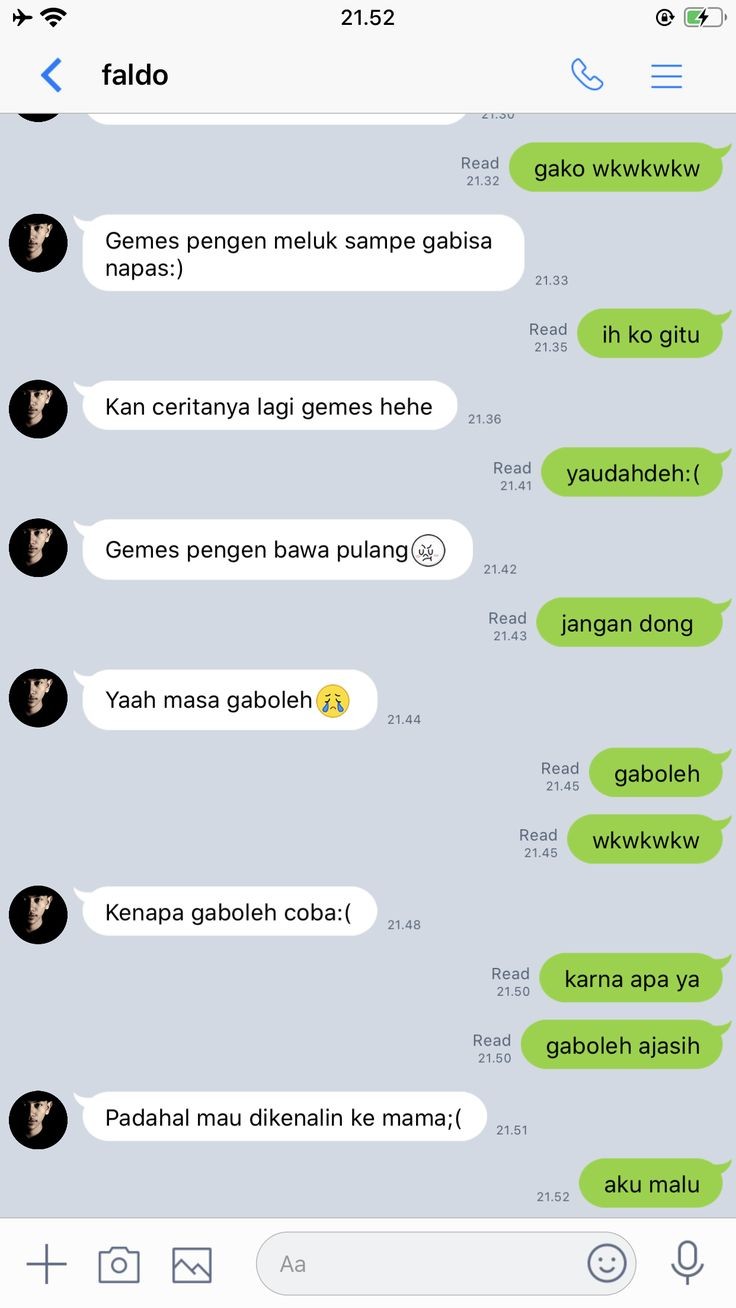 21.52
faldo
21.30
Read
21.32
gako wkwkwkw
Gemes pengen meluk sampe gabisa
napas:)
21.33
Read
21.35
ih ko gitu
Kan ceritanya lagi gemes hehe
21.36
Read
21.41
yaudahdeh:(
Gemes pengen bawa pulang
21.42
Read
21.43
jangan dong
Yaah masa gaboleh😭
21.44
Read
21.45
gaboleh
Read
21.45
wkwkwkw
Kenapa gaboleh coba:(
21.48
Read
21.50
karna apa ya
Read
21.50
gaboleh ajasih
Padahal mau dikenalin ke mama;(
21.51
21.52
aku malu
Aa